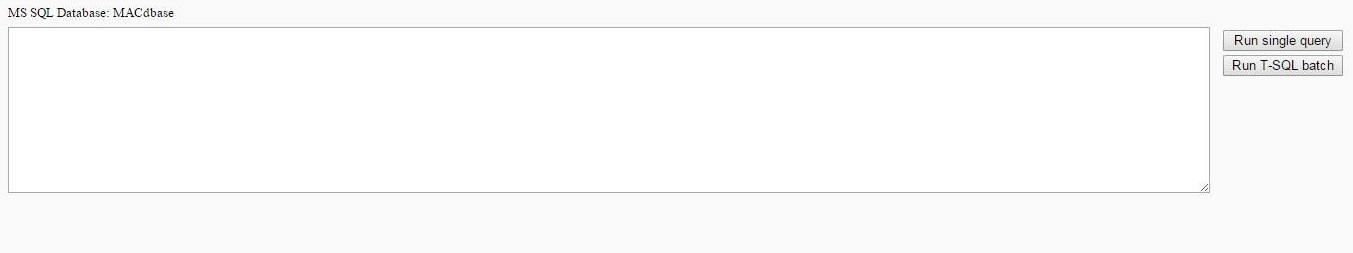 MS SQL Database: MACdbase
Run single query
Run T-SQL batch